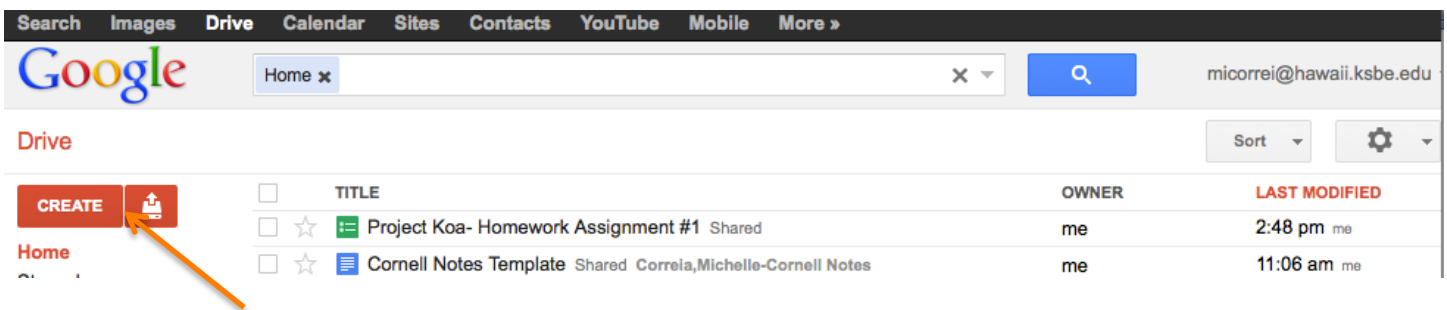 Search Images Drive Calendar Sites Contacts YouTube Mobile More »
Google Home micorrei@hawaii.ksbe.edu
Drive Sort
CREATE TITLE OWNER LAST MODIFIED
Project Koa- Homework Assignment #1 Shared me 2:48 pm me
Home
Cornell Notes Template Shared Correia,Michelle-Cornell Notes me 11:06 am me